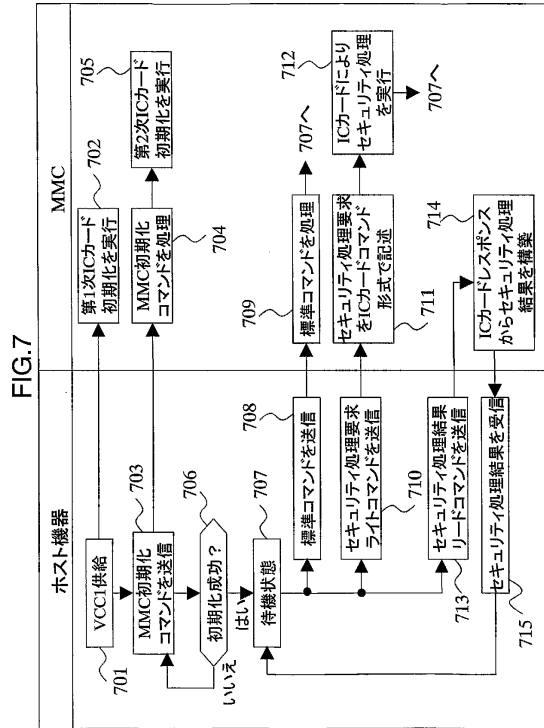 FIG.7
ホスト機器
MMC
VCC1供給
701
第1次ICカード
初期化を実行
702
MMC初期化
コマンドを送信
703
MMC初期化
コマンドを処理
704
第2次ICカード
初期化を実行
705
初期化成功？
706
いいえ
はい
待機状態
707
標準コマンドを送信
708
標準コマンドを処理
709
707へ
セキュリティ処理要求
ライトコマンドを送信
710
セキュリティ処理要求
をICカードコマンド
形式で記述
711
ICカードにより
セキュリティ処理
を実行
712
707へ
セキュリティ処理結果
リードコマンドを送信
713
ICカードレスポンス
からセキュリティ処理
結果を構築
714
セキュリティ処理結果を受信
715